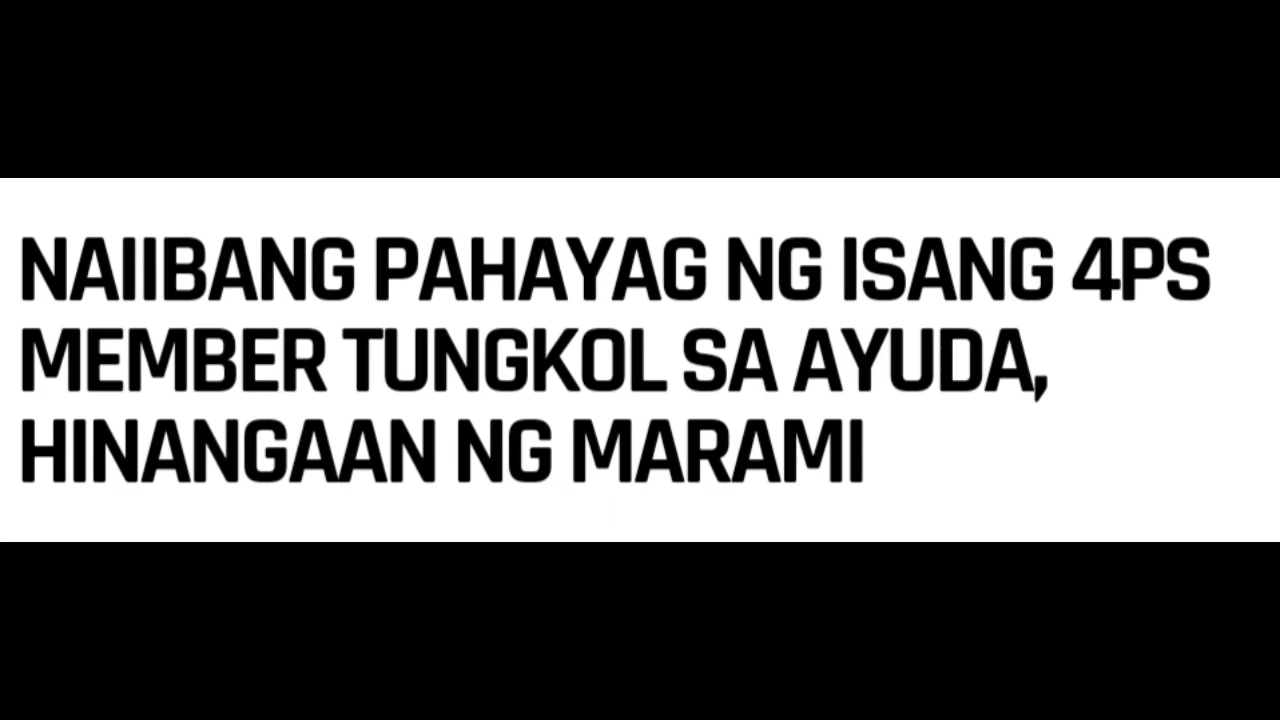 NAIIBANG PAHAYAG NG ISANG 4PS
MEMBER TUNGKOL SA AYUDA,
HINANGAAN NG MARAMI